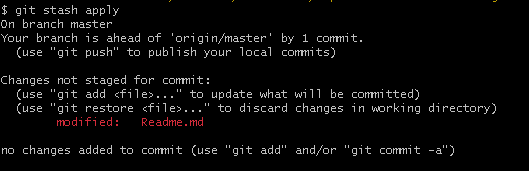 $ git stash apply
On branch master
Your branch is ahead of 'origin/master' by 1 commit.
  (use "git push" to publish your local commits)

Changes not staged for commit:
  (use "git add <file>..." to update what will be committed)
  (use "git restore <file>..." to discard changes in working directory)
        modified:   Readme.md

no changes added to commit (use "git add" and/or "git commit -a")